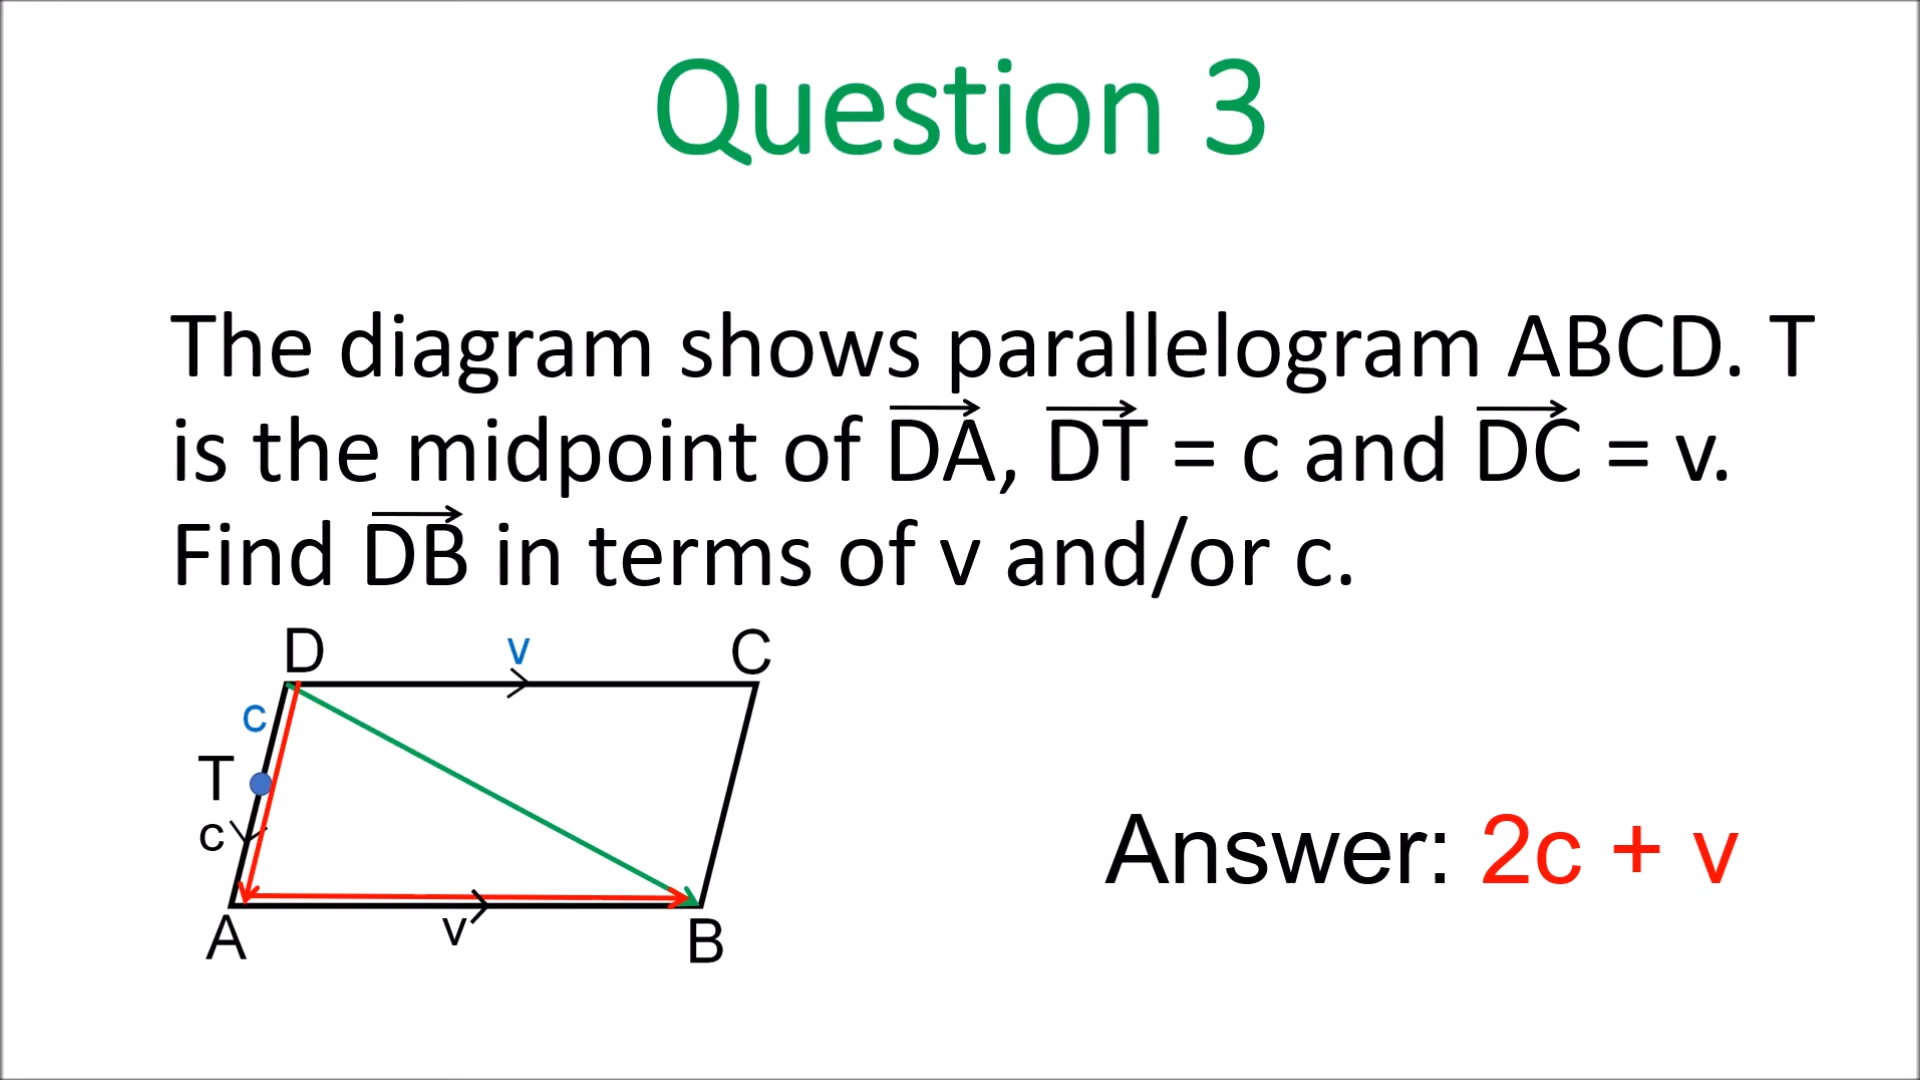 Question 3
The diagram shows parallelogram ABCD. T
is the midpoint of DA, DT = c and DC = v.
Find DB in terms of v and/or c.
D v C
c
T
c
A v B
Answer: 2c + v